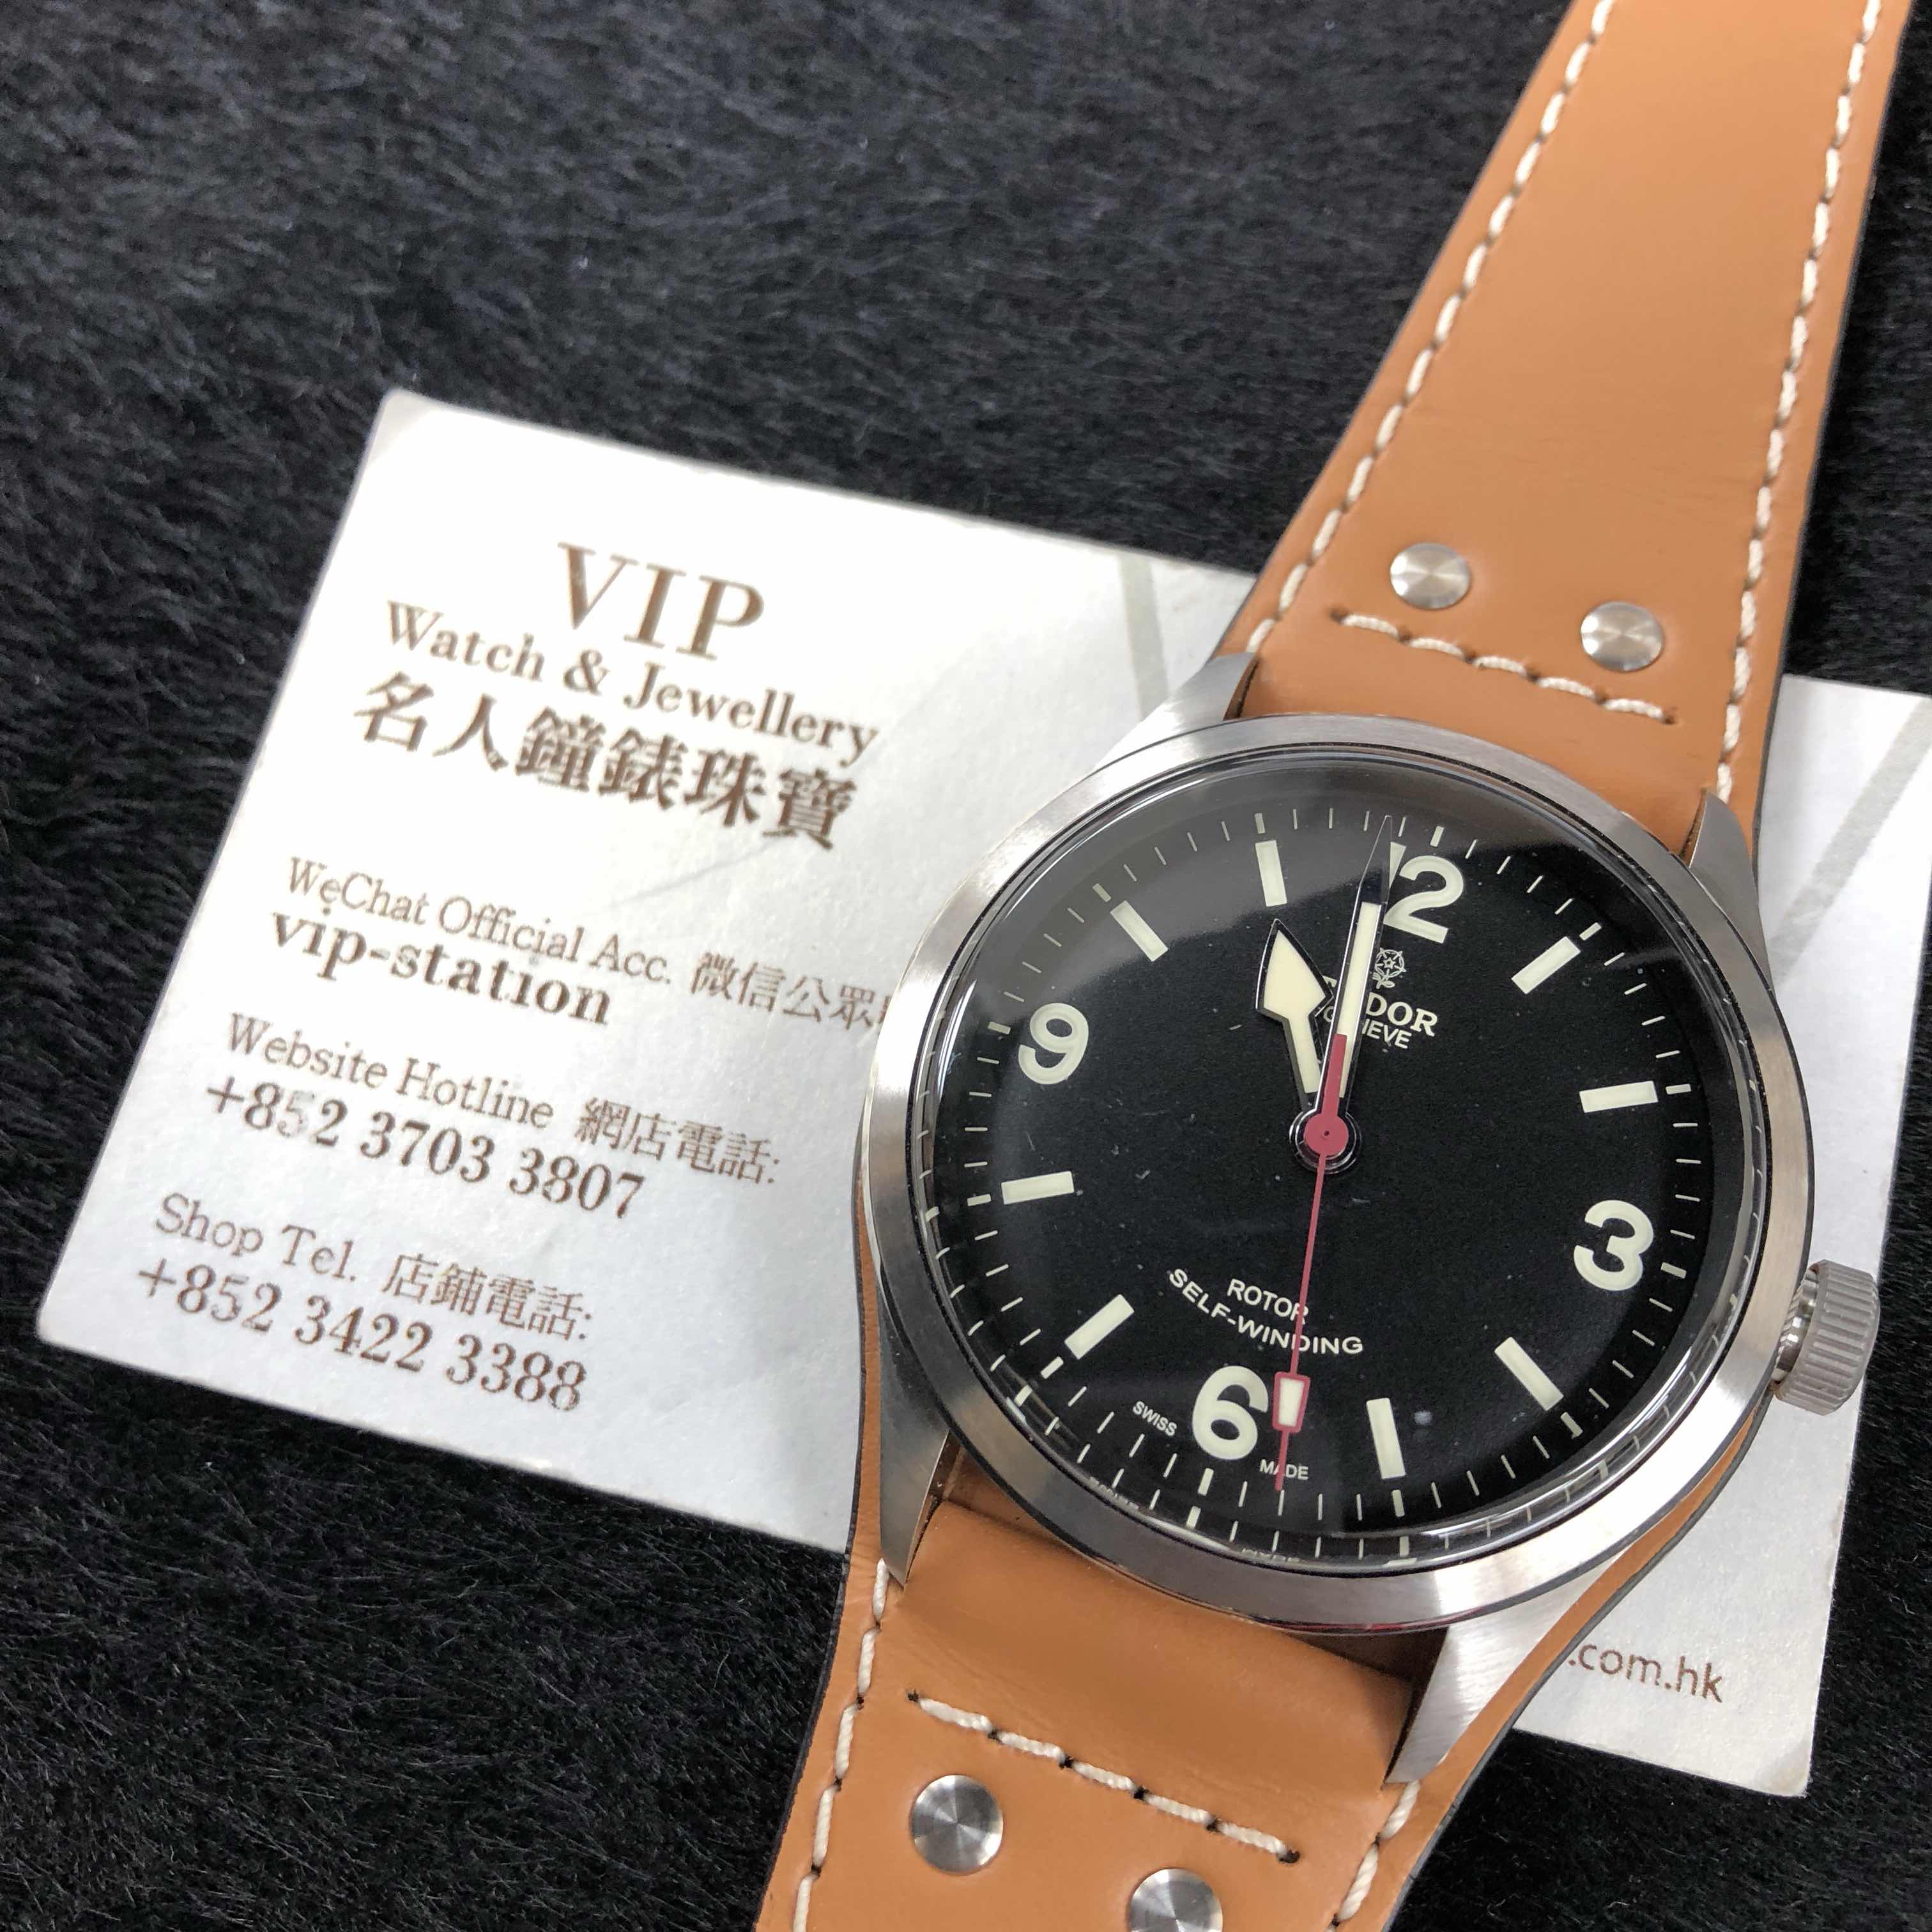 VIP
Watch & Jewellery
名人鐘錶珠寶
WeChat Official Acc. 微信公眾
vip-station
Website Hotline 網店電話:
+852 3703 3807
Shop Tel. 店鋪電話:
+852 3422 3388
.com.hk
12
DOR
HEVE
9
3
ROTOR
SELF-WINDING
6
SWISS MADE